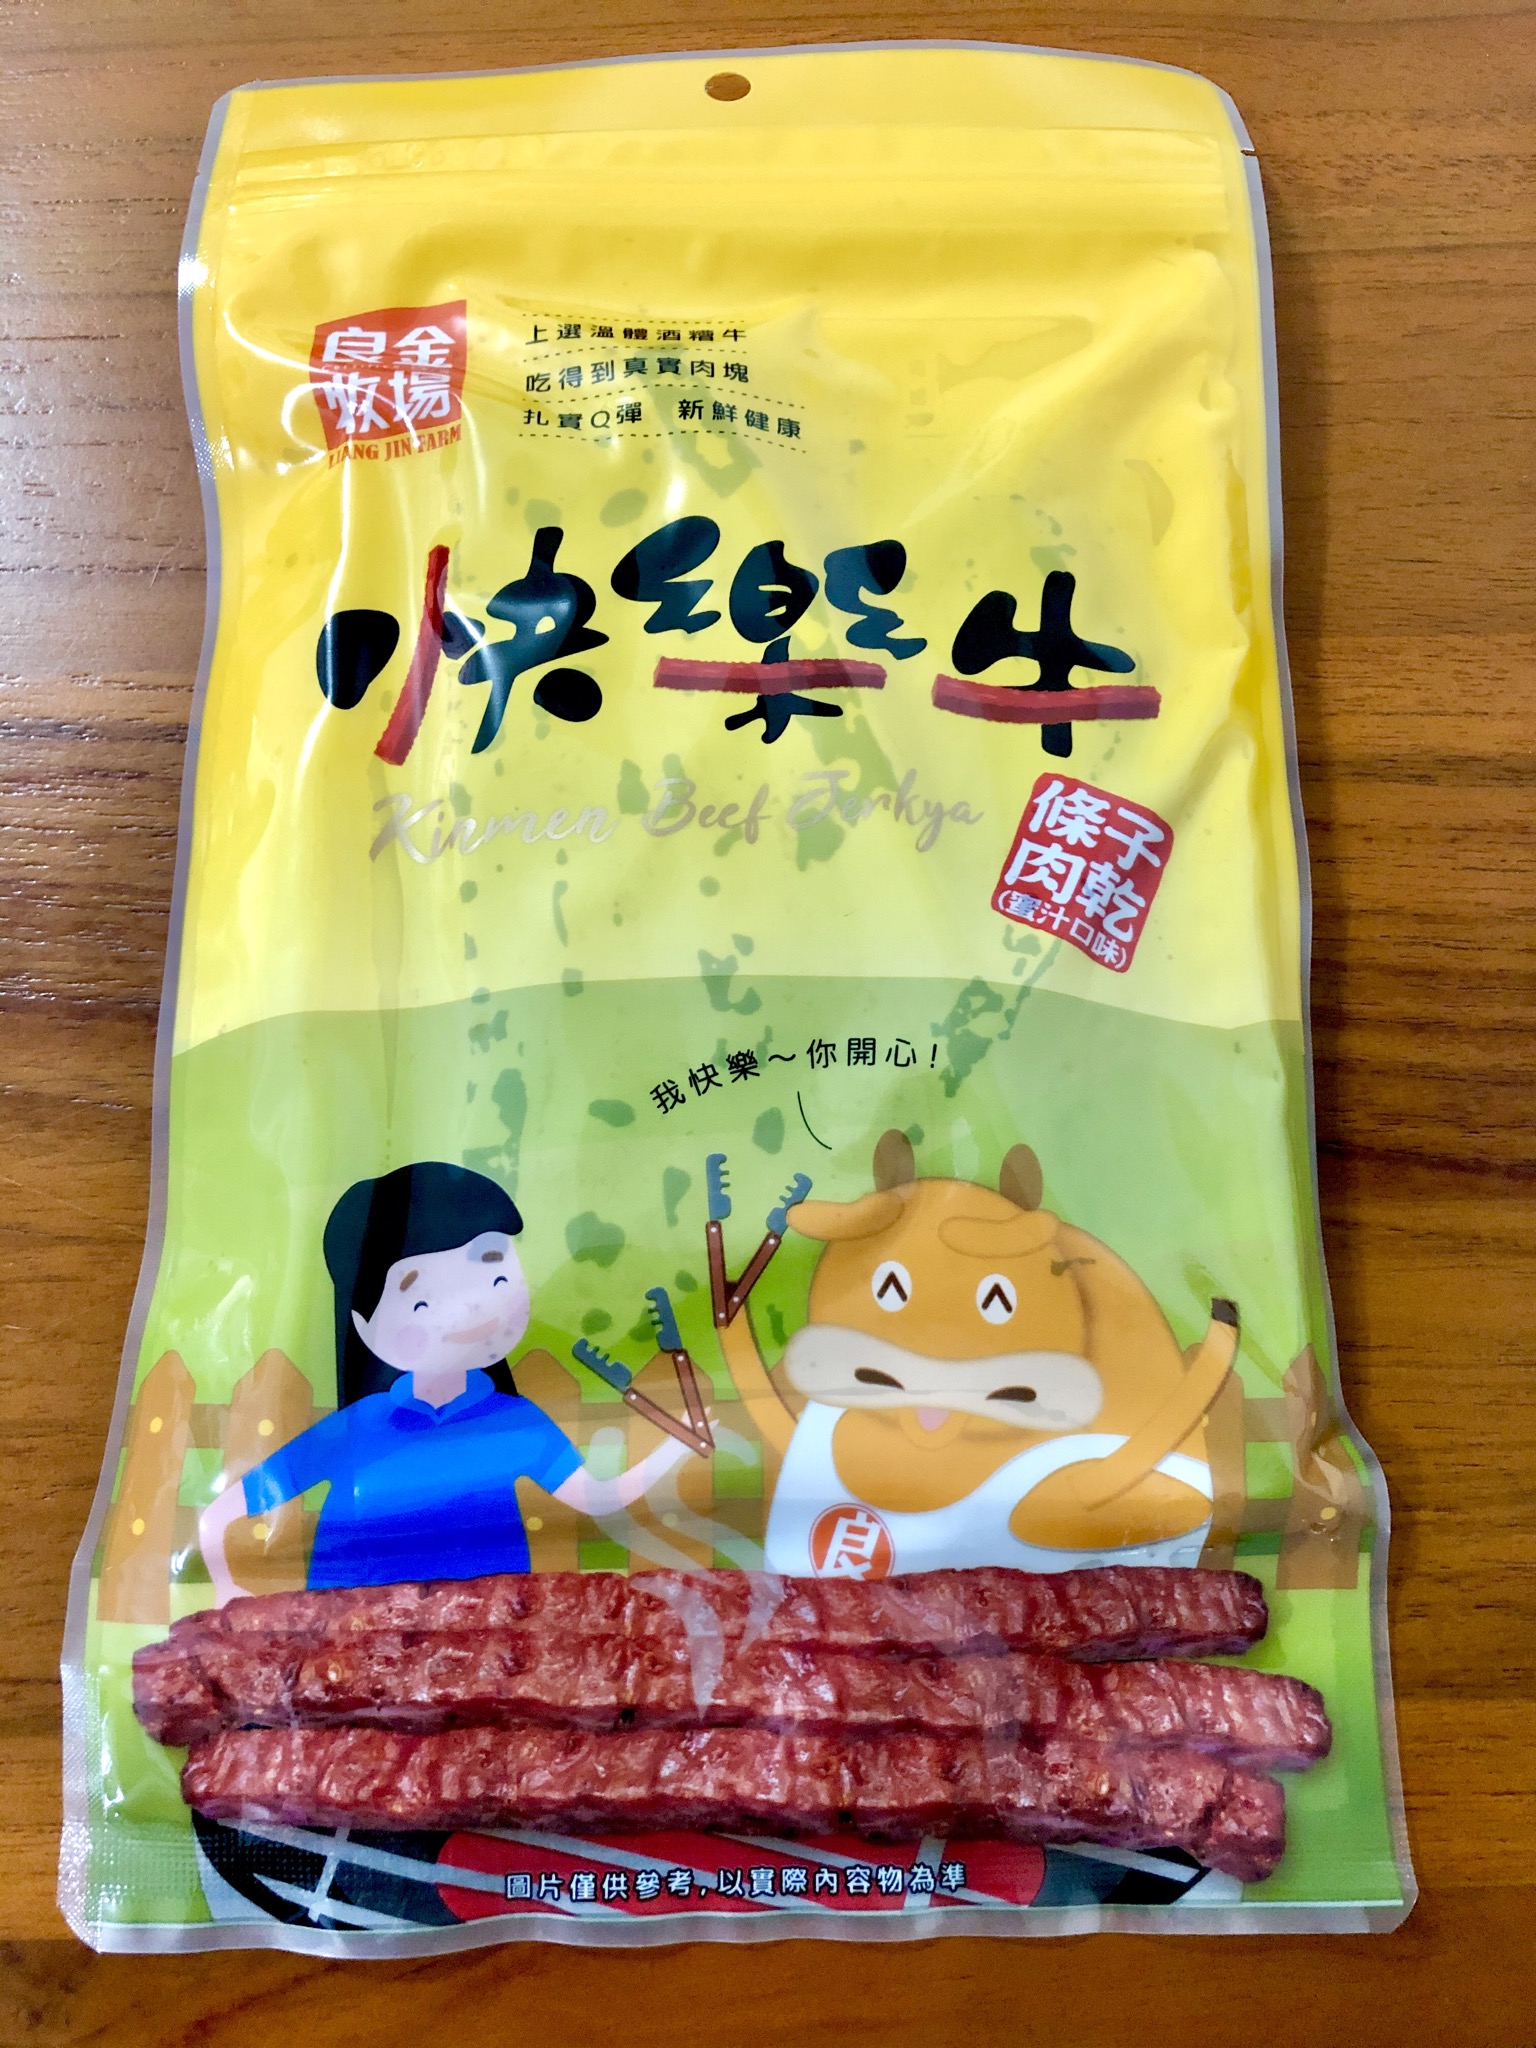 良金
牧場
LIANG JIN FARM
上選溫體酒糟牛
吃得到真實肉塊
扎實Q彈 新鮮健康
快樂牛
Kinmen Beef Jerkya
條子
肉乾
(蜜汁口味)
我快樂～你開心!
良
圖片僅供參考,以實際內容物為準